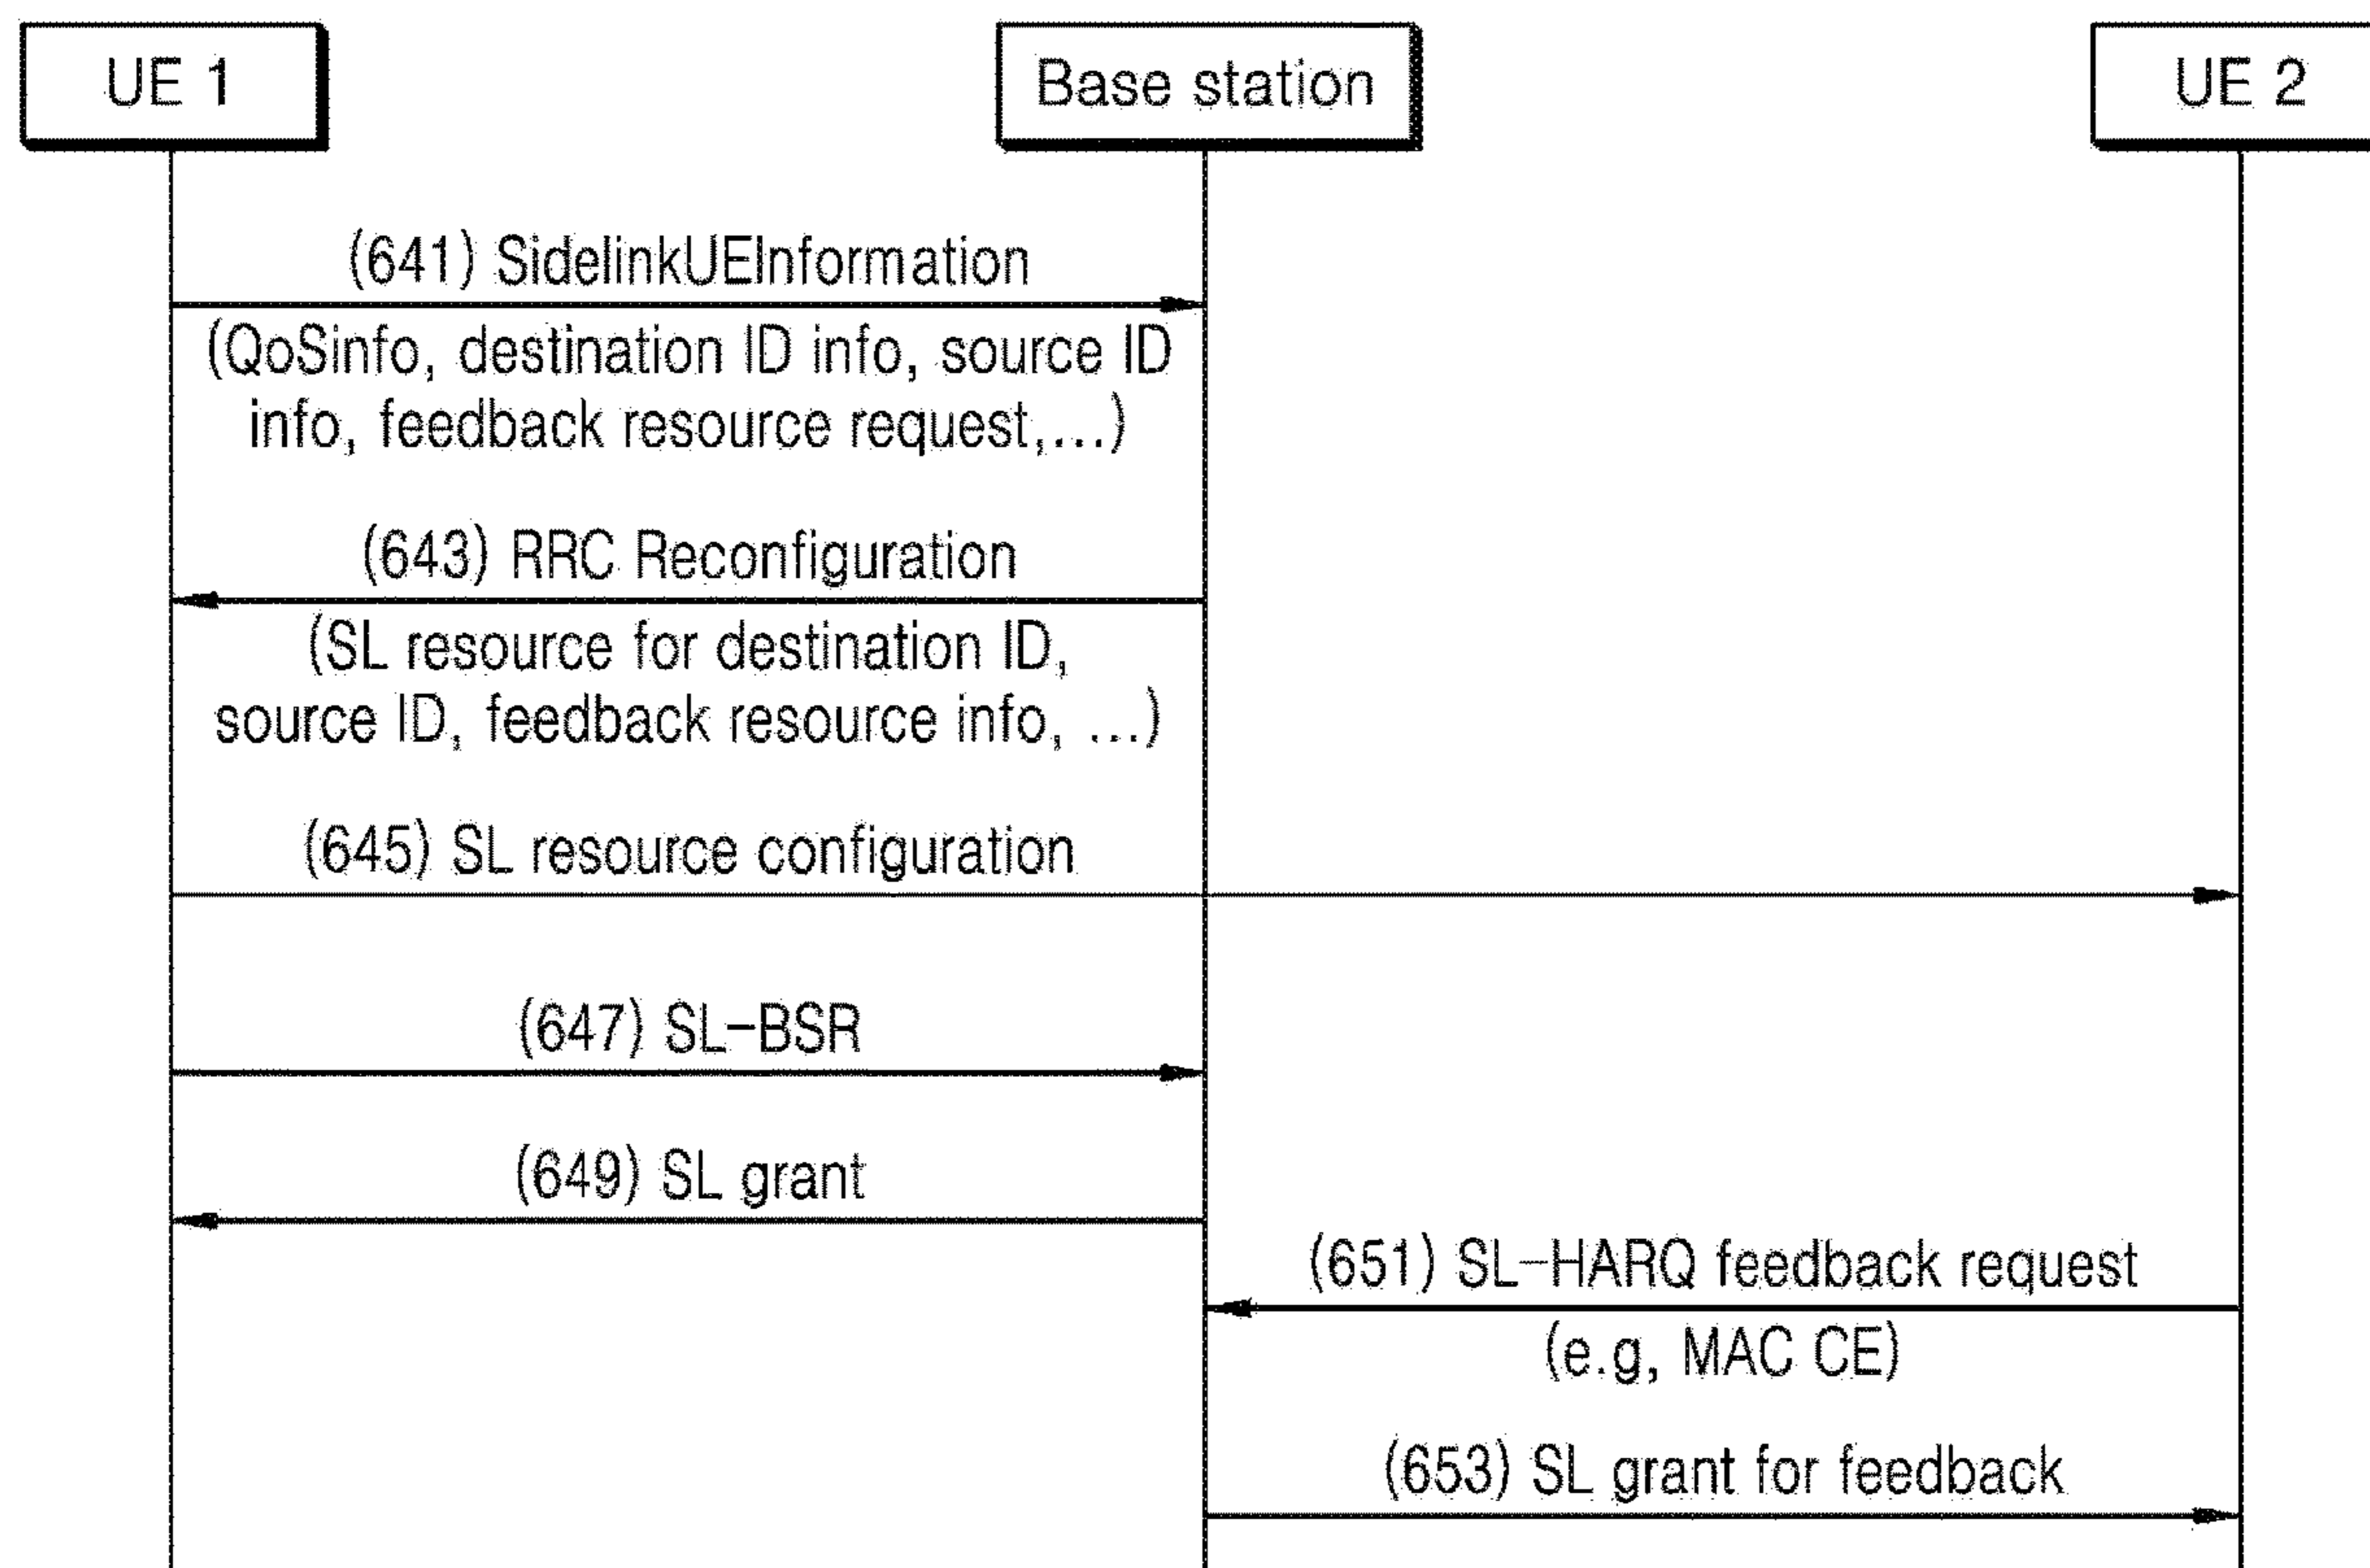 UE 1
Base station
UE 2
(641) SidelinkUEInformation
(QoSinfo, destination ID info, source ID
info, feedback resource request,...)
(643) RRC Reconfiguration
(SL resource for destination ID,
source ID, feedback resource info, ...)
(645) SL resource configuration
(647) SL-BSR
(649) SL grant
(651) SL-HARQ feedback request
(e.g, MAC CE)
(653) SL grant for feedback